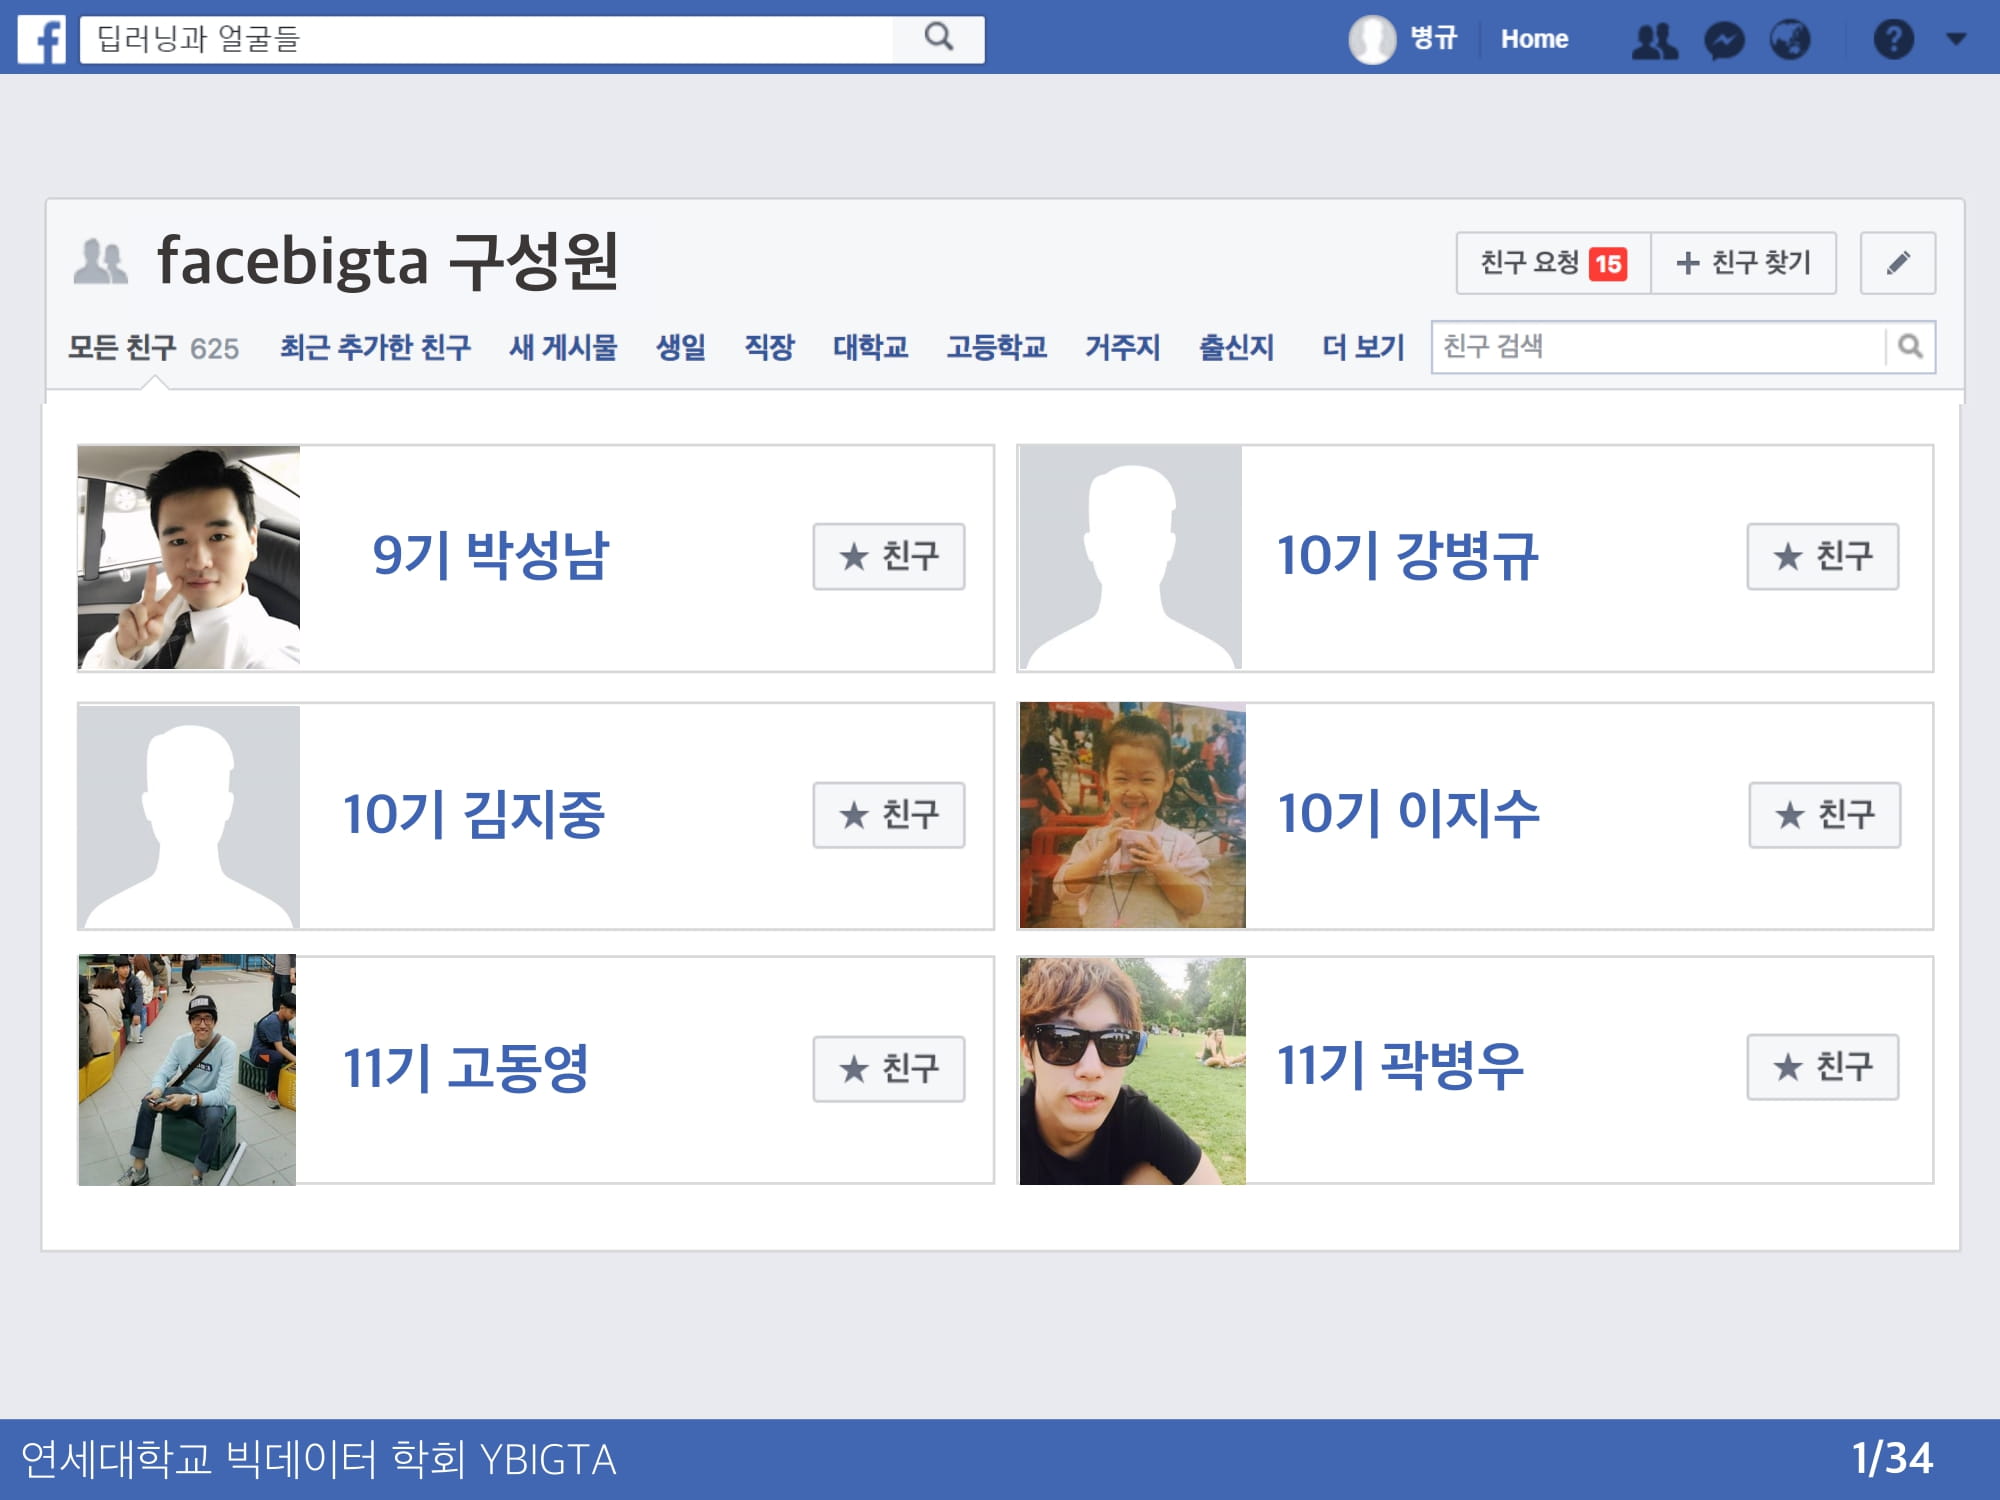 딥러닝과 얼굴들
병규
Home
facebigta 구성원
친구 요청 15
+ 친구 찾기
모든 친구 625 최근 추가한 친구 새 게시물 생일 직장 대학교 고등학교 거주지 출신지 더 보기 친구 검색
9기 박성남
★ 친구
10기 강병규
★ 친구
10기 김지중
★ 친구
10기 이지수
★ 친구
11기 고동영
★ 친구
11기 곽병우
★ 친구
연세대학교 빅데이터 학회 YBIGTA
1/34